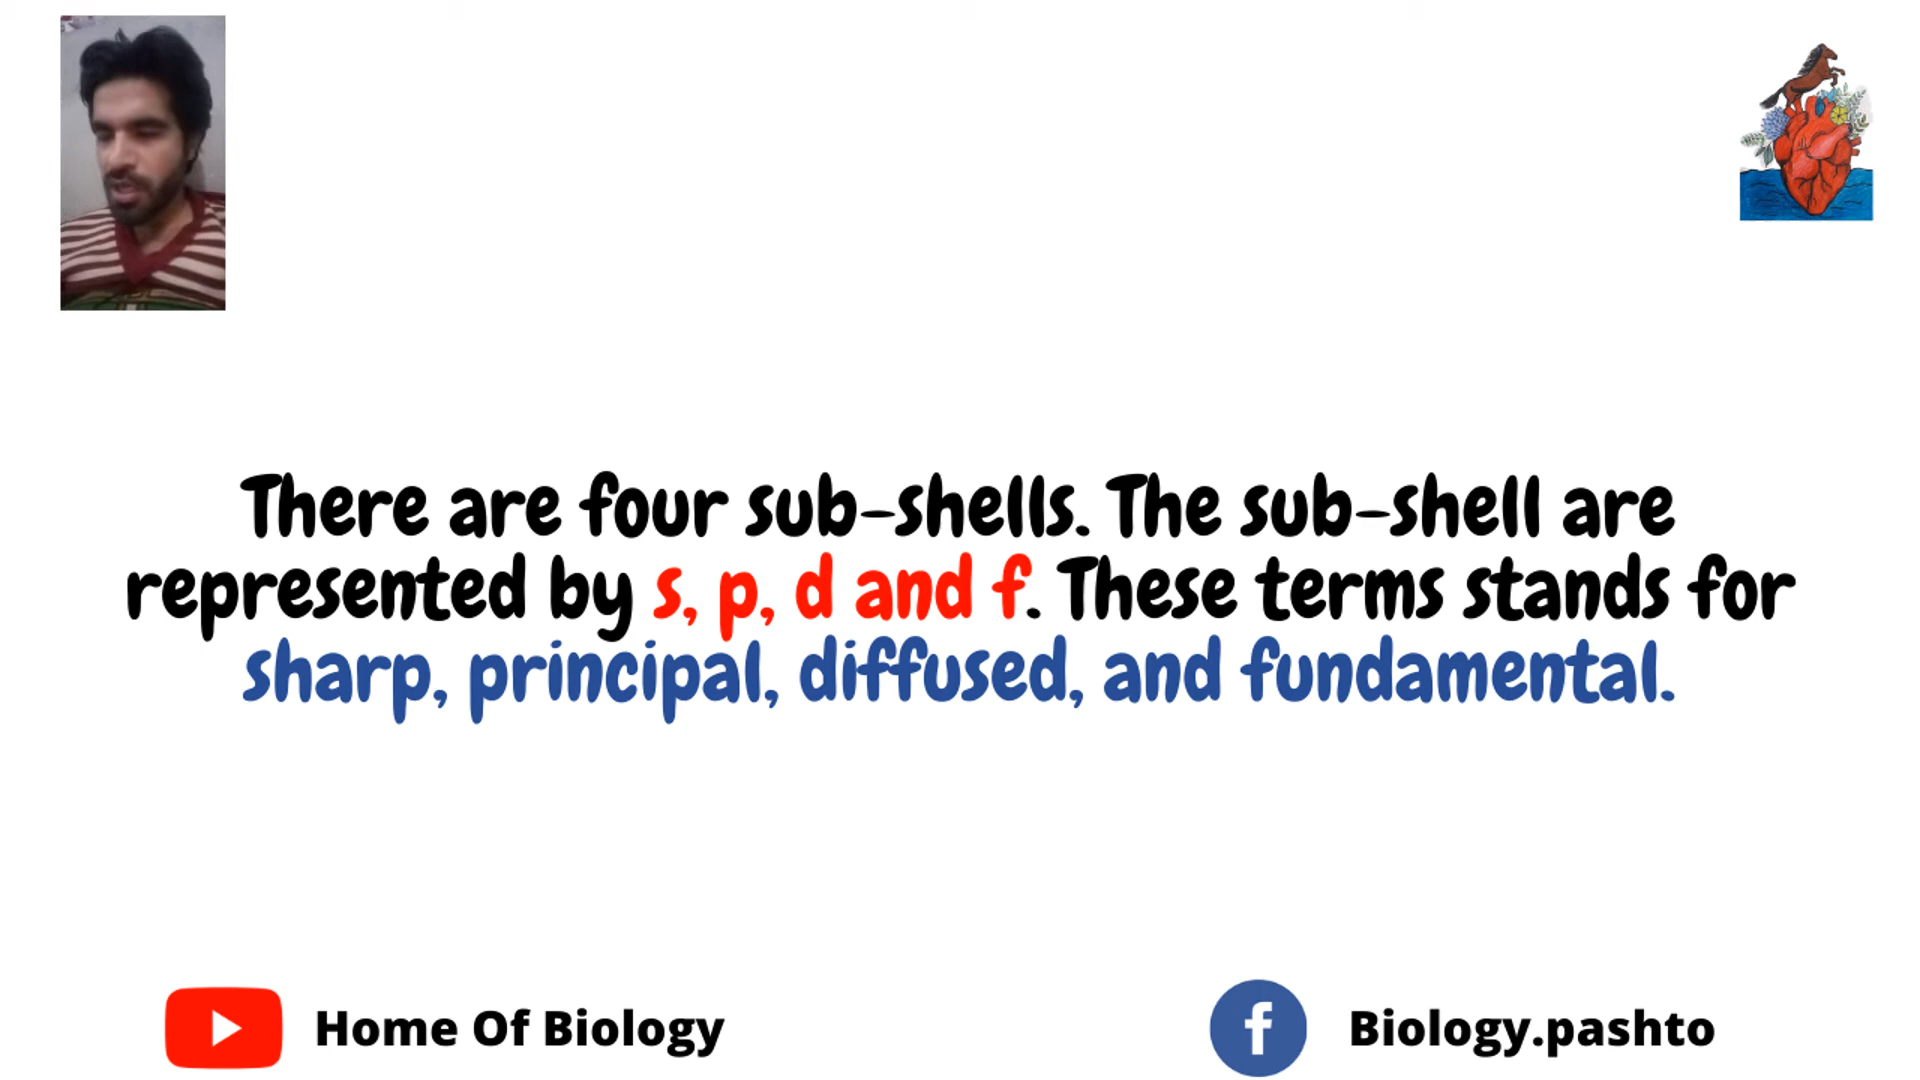 There are four sub-shells. The sub-shell are
represented by s, p, d and f. These terms stands for
sharp, principal, diffused, and fundamental.
Home Of Biology
Biology.pashto